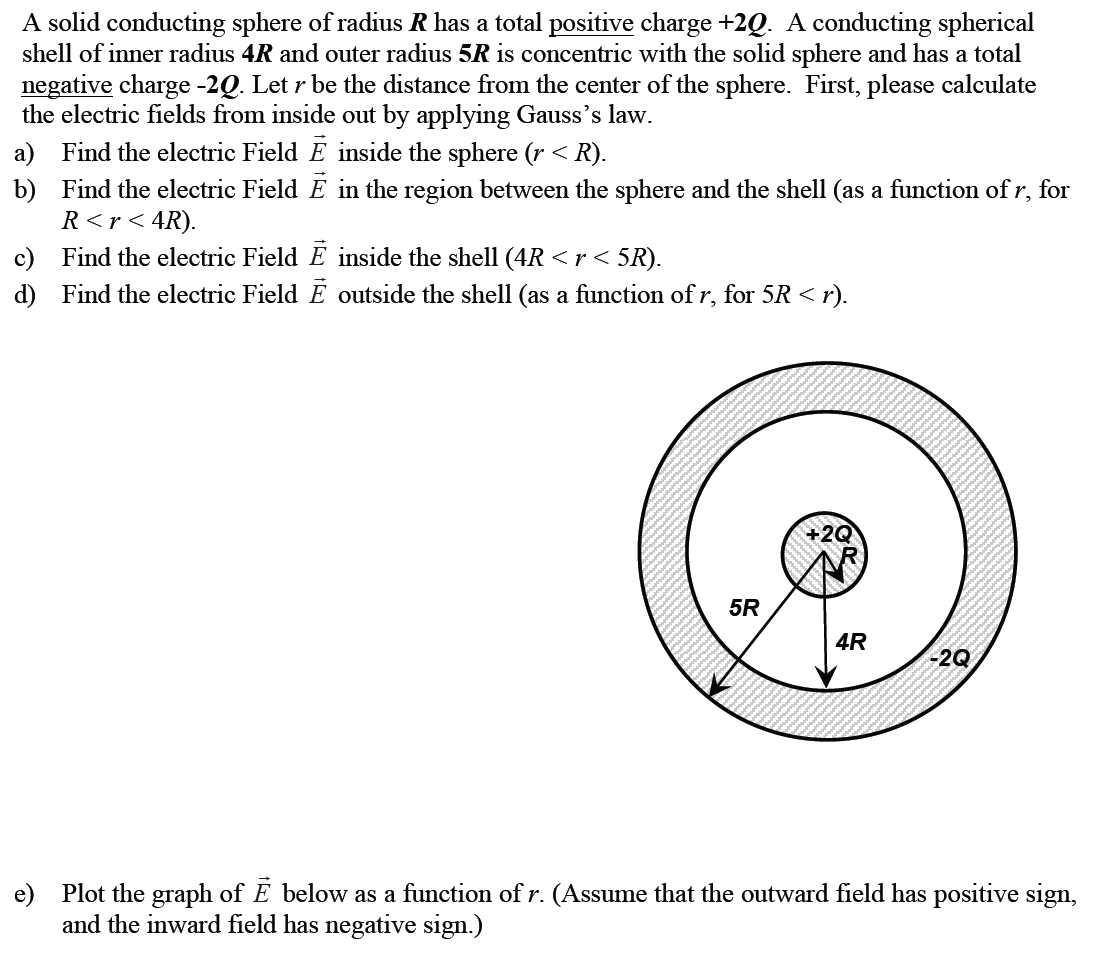 A solid conducting sphere of radius R has a total positive charge +2Q. A conducting spherical
shell of inner radius 4R and outer radius 5R is concentric with the solid sphere and has a total
negative charge -2Q. Let r be the distance from the center of the sphere. First, please calculate
the electric fields from inside out by applying Gauss’s law.
a) Find the electric Field E⃗ inside the sphere (r < R).
b) Find the electric Field E⃗ in the region between the sphere and the shell (as a function of r, for
R < r < 4R).
c) Find the electric Field E⃗ inside the shell (4R < r < 5R).
d) Find the electric Field E⃗ outside the shell (as a function of r, for 5R < r).
+2Q
R
5R
4R
-2Q
e) Plot the graph of E⃗ below as a function of r. (Assume that the outward field has positive sign,
and the inward field has negative sign.)